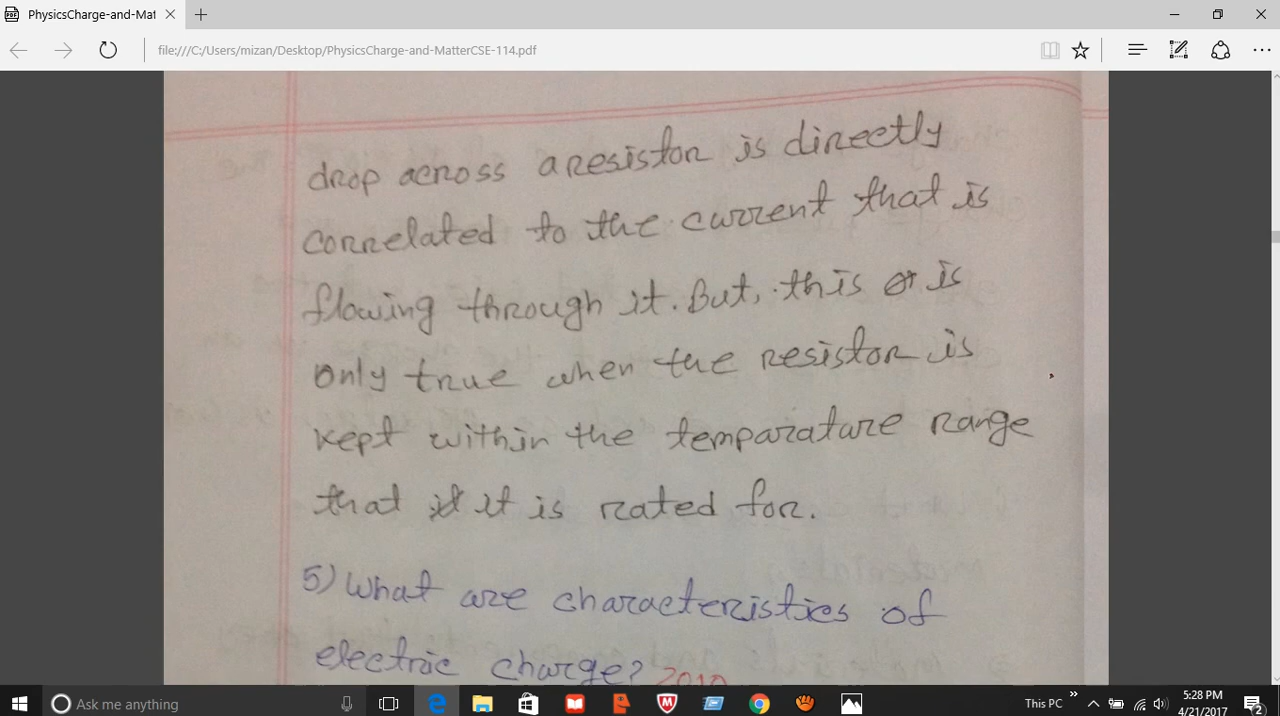 PhysicsCharge-and-Mat
file:///C:/Users/mizan/Desktop/PhysicsCharge-and-MatterCSE-114.pdf
drop across a resistor is directly
correlated to the current that is
flowing through it. But, this is
only true when the resistor is
kept within the temparature range
that it is rated for.
5) What are characteristics of
electric charge? 2010
Ask me anything
This PC
5:28 PM
4/21/2017
2